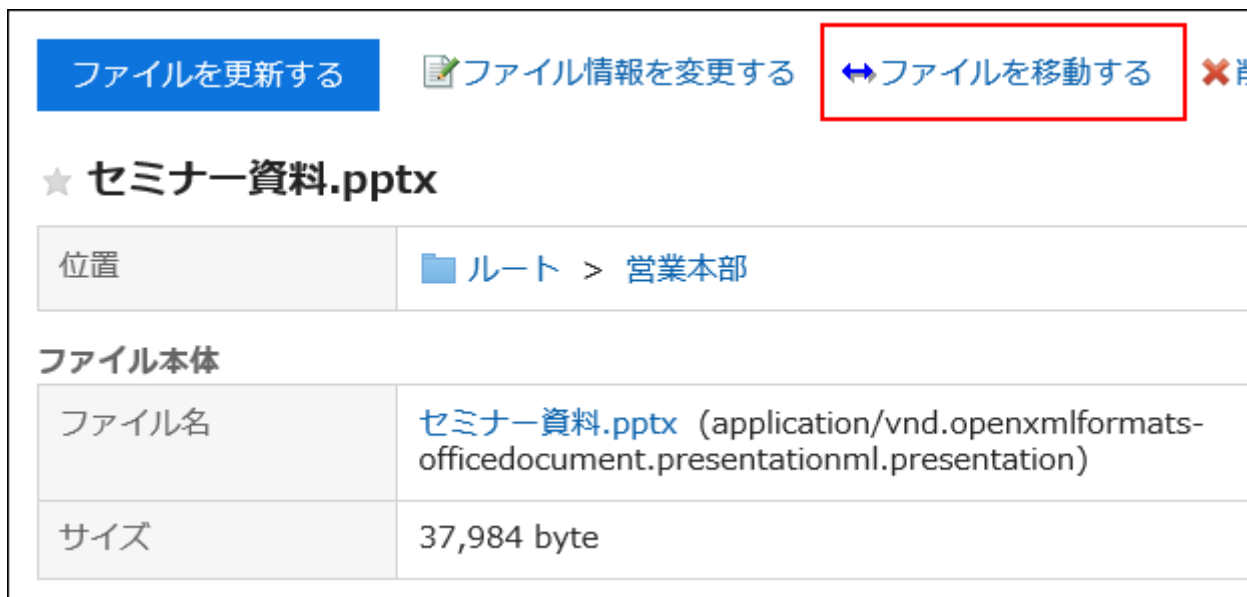 ファイルを更新する ファイル情報を変更する ファイルを移動する
セミナー資料.pptx
位置 ルート > 営業本部
ファイル本体
ファイル名 セミナー資料.pptx (application/vnd.openxmlformats-
officedocument.presentationml.presentation)
サイズ 37,984 byte